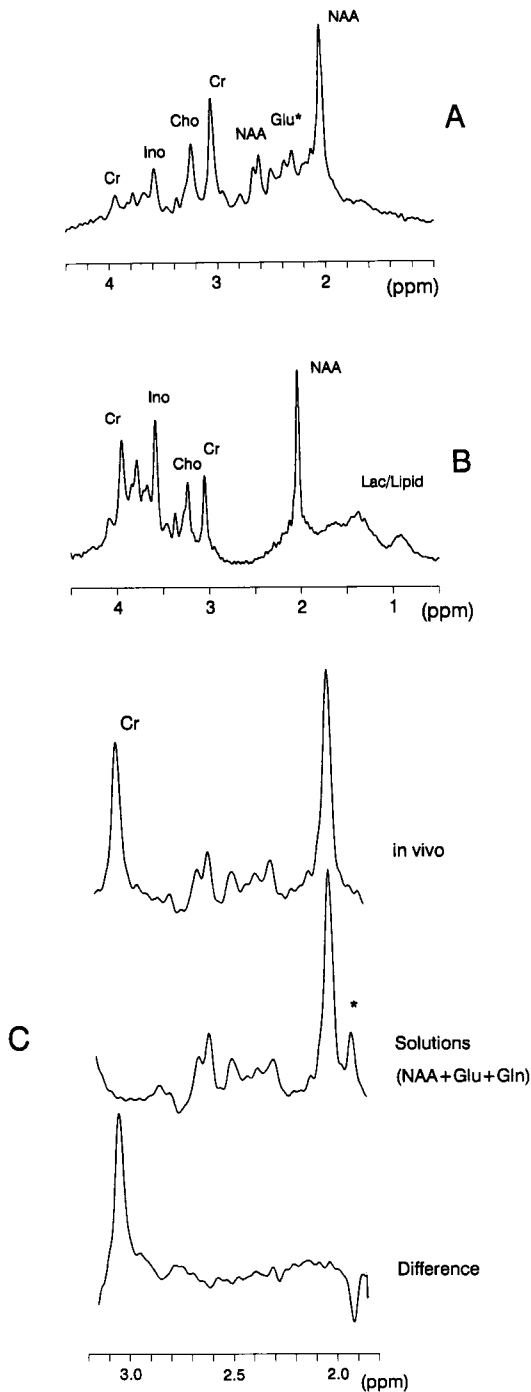 NAA
A
Cr
Cho
Glu*
NAA
Ino
Cr
4 3 2
(ppm)
NAA
B
Ino
Cr
Cho
Cr
Lac/Lipid
4 3 2 1
(ppm)
Cr
in vivo
*
C
Solutions
(NAA+Glu+Gln)
Difference
3.0 2.5 2.0
(ppm)